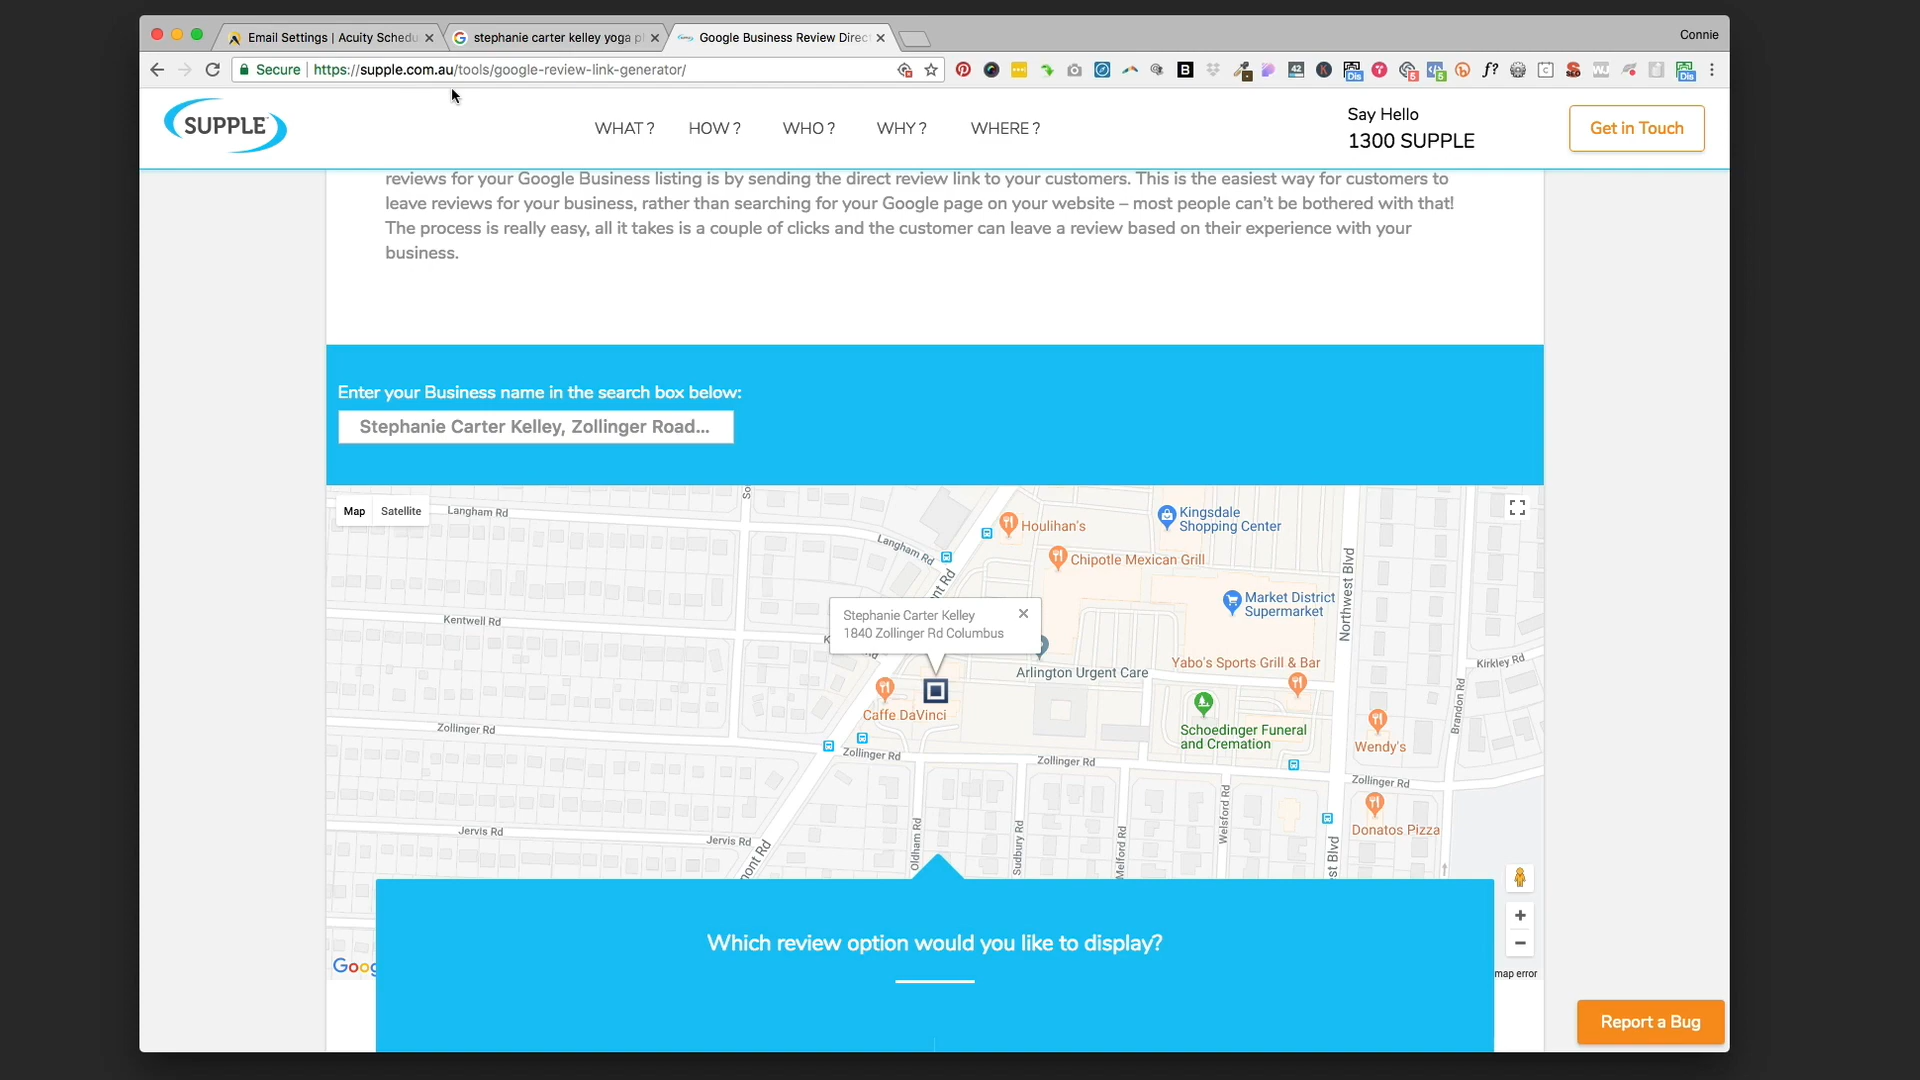 Email Settings | Acuity Schedu
stephanie carter kelley yoga p
Google Business Review Direc
Connie
Secure
https://supple.com.au/tools/google-review-link-generator/
SUPPLE
WHAT ?
HOW ?
WHO ?
WHY ?
WHERE ?
Say Hello
1300 SUPPLE
Get in Touch
reviews for your Google Business listing is by sending the direct review link to your customers. This is the easiest way for customers to
leave reviews for your business, rather than searching for your Google page on your website – most people can't be bothered with that!
The process is really easy, all it takes is a couple of clicks and the customer can leave a review based on their experience with your
business.
Enter your Business name in the search box below:
Stephanie Carter Kelley, Zollinger Road...
Map
Satellite
Langham Rd
Houlihan's
Kingsdale
Shopping Center
Langham Rd
Chipotle Mexican Grill
Northwest Blvd
Market District
Supermarket
Kentwell Rd
Stephanie Carter Kelley
1840 Zollinger Rd Columbus
Arlington Urgent Care
Yabo's Sports Grill & Bar
Kirkley Rd
Brandon Rd
Caffe DaVinci
Schoedinger Funeral
and Cremation
Wendy's
Zollinger Rd
Zollinger Rd
Zollinger Rd
Zollinger Rd
Welsford Rd
Donatos Pizza
Jervis Rd
Jervis Rd
Oldham Rd
Sudbury Rd
Melford Rd
mont Rd
st Blvd
Which review option would you like to display?
Goog
map error
Report a Bug